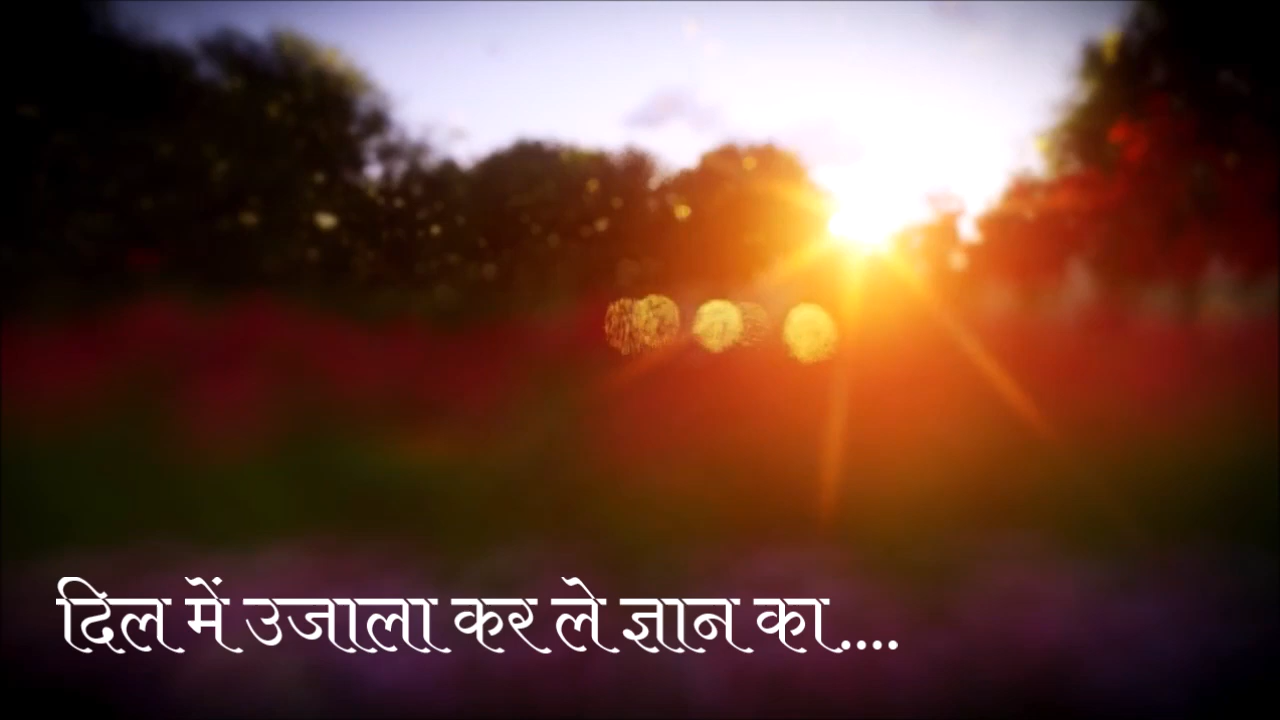 दिल में उजाला कर ले ज्ञान का....